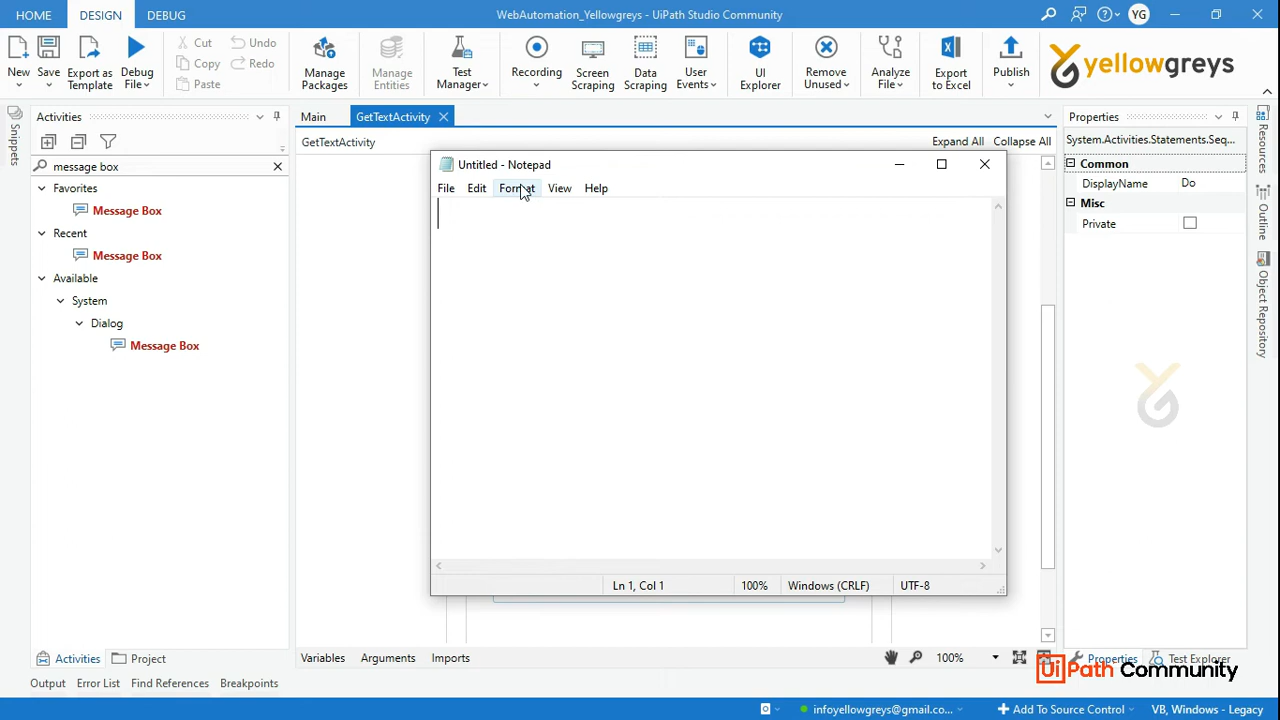 HOME DESIGN DEBUG WebAutomation_Yellowgreys - UiPath Studio Community YG
New Save Export as Template Debug File Cut Copy Paste Undo Redo Manage Packages Manage Entities Test Manager Recording Screen Scraping Data Scraping User Events UI Explorer Remove Unused Analyze File Export to Excel Publish yellowgreys
Snippets
Activities
message box
Favorites
Message Box
Recent
Message Box
Available
System
Dialog
Message Box
Main GetTextActivity
GetTextActivity Expand All Collapse All
Untitled - Notepad
File Edit Format View Help
Ln 1, Col 1 100% Windows (CRLF) UTF-8
Properties
System.Activities.Statements.Seq...
Common
DisplayName Do
Misc
Private
Resources
Outline
Object Repository
Activities Project
Variables Arguments Imports 100%
Properties Test Explorer
UiPath Community
Output Error List Find References Breakpoints
infoyellowgreys@gmail.co... Add To Source Control VB, Windows - Legacy